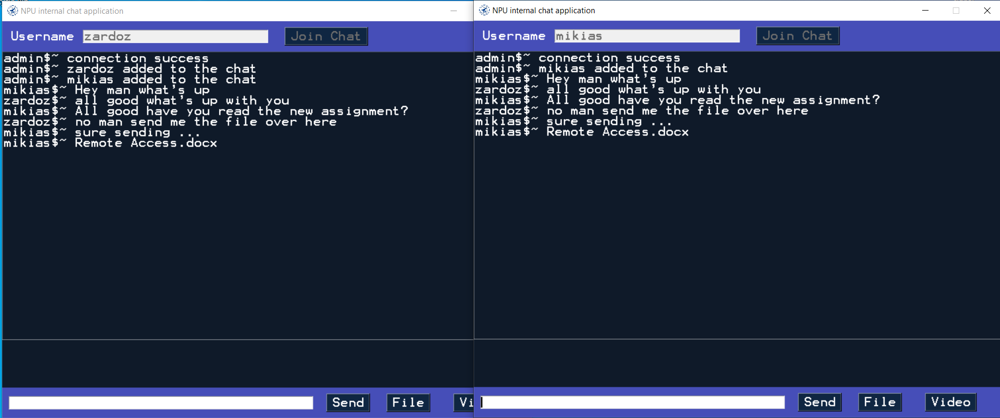 NPU internal chat application
Username zardoz Join Chat
admin$~ connection success
admin$~ zardoz added to the chat
admin$~ mikias added to the chat
mikias$~ Hey man what's up
zardoz$~ all good what's up with you
mikias$~ All good have you read the new assignment?
zardoz$~ no man send me the file over here
mikias$~ sure sending ...
mikias$~ Remote Access.docx
Send File Vi
NPU internal chat application
Username mikias Join Chat
admin$~ connection success
admin$~ mikias added to the chat
mikias$~ Hey man what's up
zardoz$~ all good what's up with you
mikias$~ All good have you read the new assignment?
zardoz$~ no man send me the file over here
mikias$~ sure sending ...
mikias$~ Remote Access.docx
Send File Video